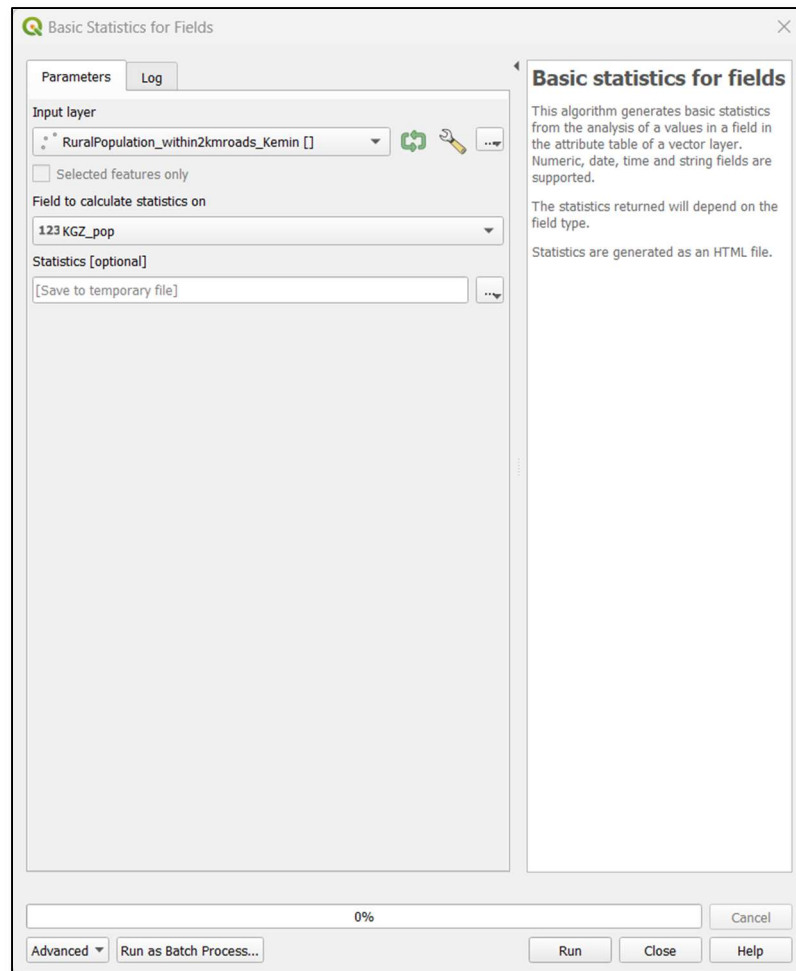 Basic Statistics for Fields
Parameters
Log
Input layer
RuralPopulation_within2kmroads_Kemin []
...
Selected features only
Field to calculate statistics on
123 KGZ_pop
Statistics [optional]
[Save to temporary file]
...
Basic statistics for fields
This algorithm generates basic statistics
from the analysis of a values in a field in
the attribute table of a vector layer.
Numeric, date, time and string fields are
supported.
The statistics returned will depend on the
field type.
Statistics are generated as an HTML file.
0%
Cancel
Advanced
Run as Batch Process...
Run
Close
Help